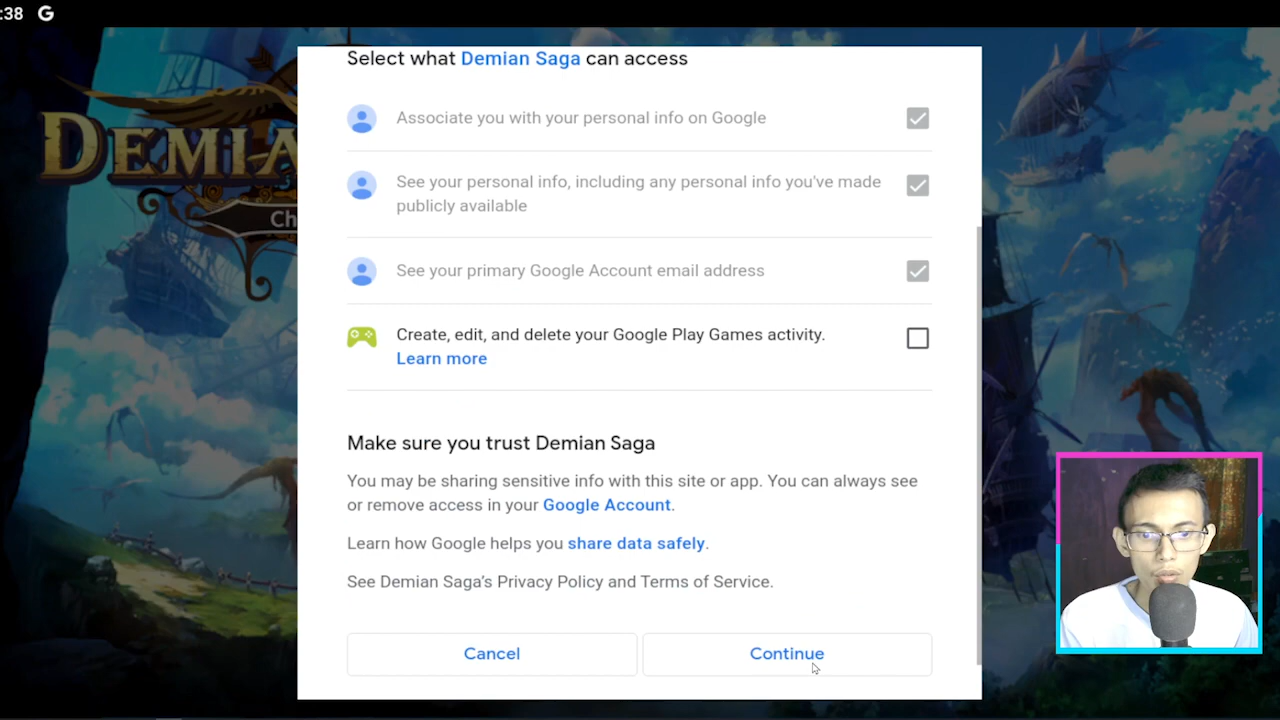 :38 G
Select what Demian Saga can access
Associate you with your personal info on Google
See your personal info, including any personal info you've made
publicly available
See your primary Google Account email address
Create, edit, and delete your Google Play Games activity.
Learn more
Make sure you trust Demian Saga
You may be sharing sensitive info with this site or app. You can always see
or remove access in your Google Account.
Learn how Google helps you share data safely.
See Demian Saga's Privacy Policy and Terms of Service.
Cancel
Continue
DEMIA
Ch